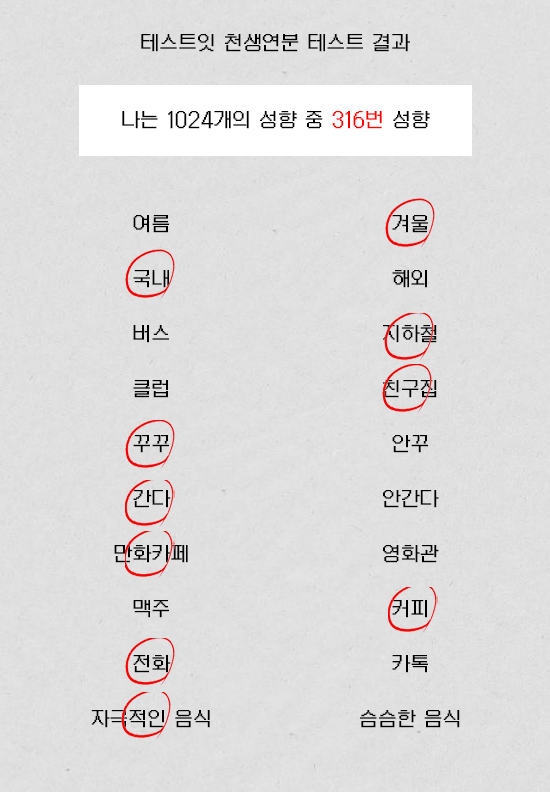 테스트잇 천생연분 테스트 결과
나는 1024개의 성향 중 316번 성향
여름 겨울
국내 해외
버스 지하철
클럽 친구집
꾸꾸 안꾸
간다 안간다
만화카페 영화관
맥주 커피
전화 카톡
자극적인 음식 슴슴한 음식